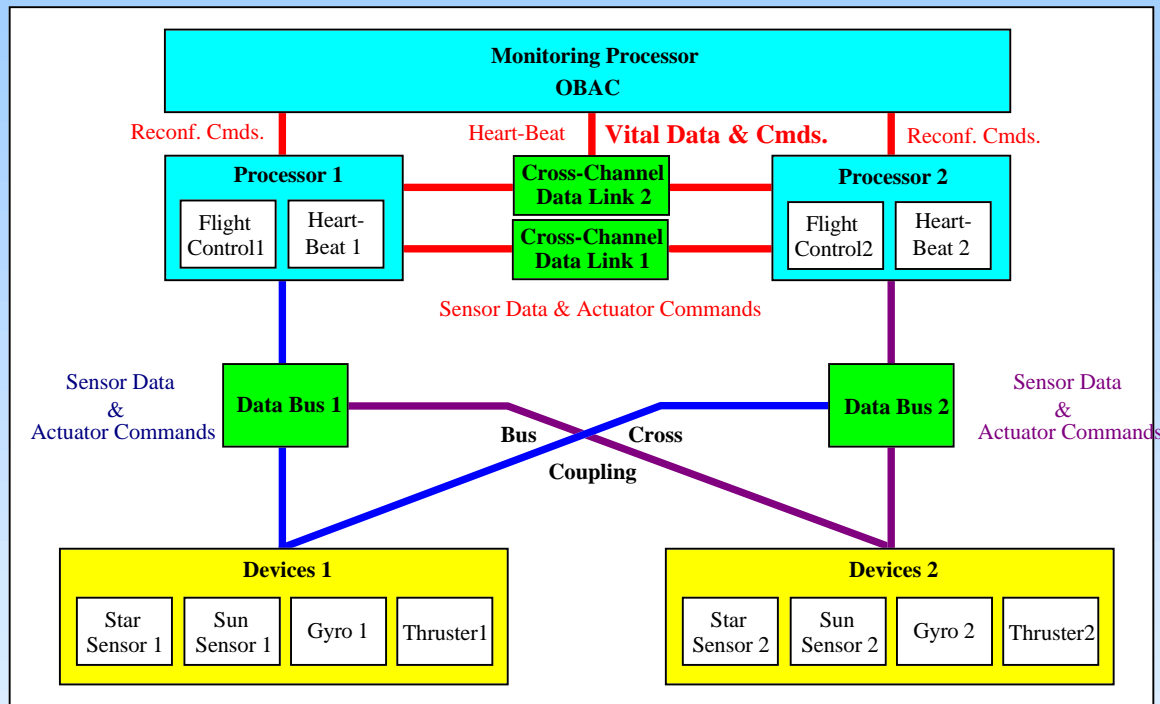 Monitoring Processor
OBAC
Reconf. Cmds.
Heart-Beat
Vital Data & Cmds.
Reconf. Cmds.
Processor 1
Flight
Control1
Heart-
Beat 1
Cross-Channel
Data Link 2
Cross-Channel
Data Link 1
Processor 2
Flight
Control2
Heart-
Beat 2
Sensor Data & Actuator Commands
Sensor Data
&
Actuator Commands
Data Bus 1
Data Bus 2
Sensor Data
&
Actuator Commands
Bus
Cross
Coupling
Devices 1
Star
Sensor 1
Sun
Sensor 1
Gyro 1
Thruster1
Devices 2
Star
Sensor 2
Sun
Sensor 2
Gyro 2
Thruster2